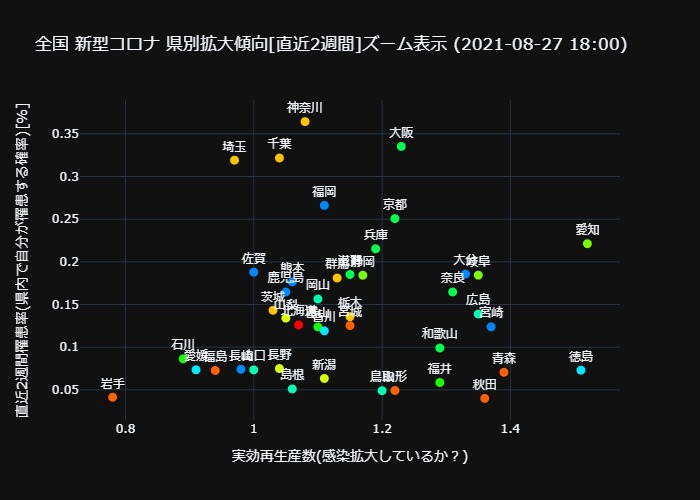 全国 新型コロナ 県別拡大傾向[直近2週間]ズーム表示 (2021-08-27 18:00)
直近2週間罹患率(県内で自分が罹患する確率)[%]
0.35
0.3
0.25
0.2
0.15
0.1
0.05
神奈川
大阪
埼玉
千葉
福岡
京都
愛知
兵庫
佐賀
熊本
鹿児島
群馬
静岡
大分
岐阜
奈良
岡山
茨城
山梨
北海道
香川
栃木
宮城
広島
宮崎
和歌山
石川
愛媛
福島
長崎
山口
長野
島根
新潟
鳥取
山形
福井
秋田
青森
徳島
岩手
0.8
1
1.2
1.4
実効再生産数(感染拡大しているか？)